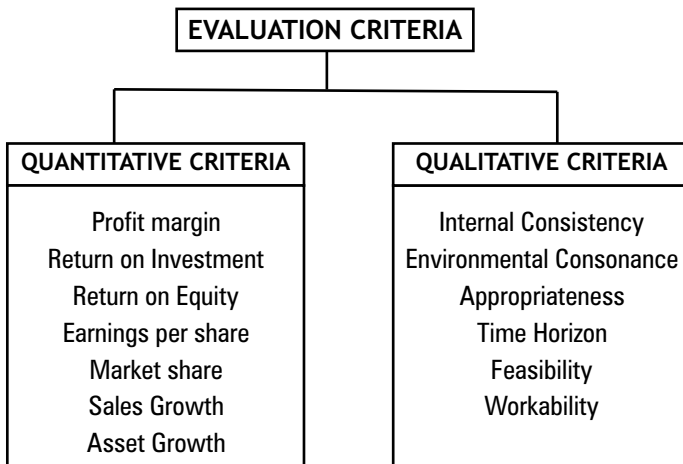 EVALUATION CRITERIA
QUANTITATIVE CRITERIA
Profit margin
Return on Investment
Return on Equity
Earnings per share
Market share
Sales Growth
Asset Growth
QUALITATIVE CRITERIA
Internal Consistency
Environmental Consonance
Appropriateness
Time Horizon
Feasibility
Workability